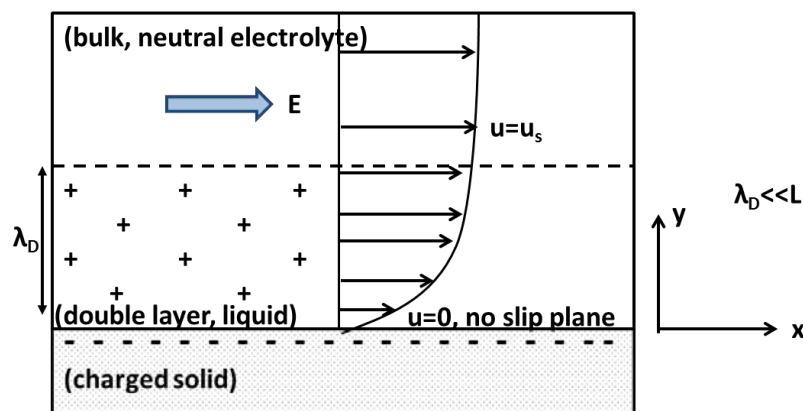 (bulk, neutral electrolyte)
E
u=uₛ
+ + +
+ +
λD
λD<<L
y
+ + +
+ +
(double layer, liquid)
u=0, no slip plane
x
- - - - - - - - - - - - - - - -
(charged solid)